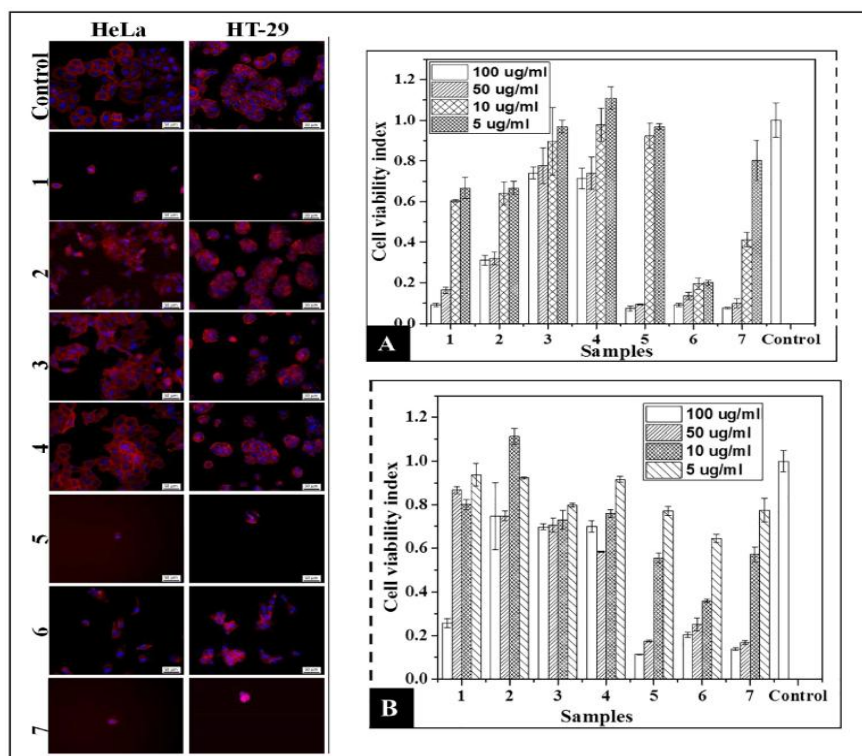 HeLa HT-29
Control
1
2
3
4
5
6
7
100 ug/ml
50 ug/ml
10 ug/ml
5 ug/ml
Cell viability index
1.2
1.0
0.8
0.6
0.4
0.2
0.0
1 2 3 4 5 6 7 Control
Samples
A
100 ug/ml
50 ug/ml
10 ug/ml
5 ug/ml
Cell viability index
1.2
1.0
0.8
0.6
0.4
0.2
0.0
1 2 3 4 5 6 7 Control
Samples
B